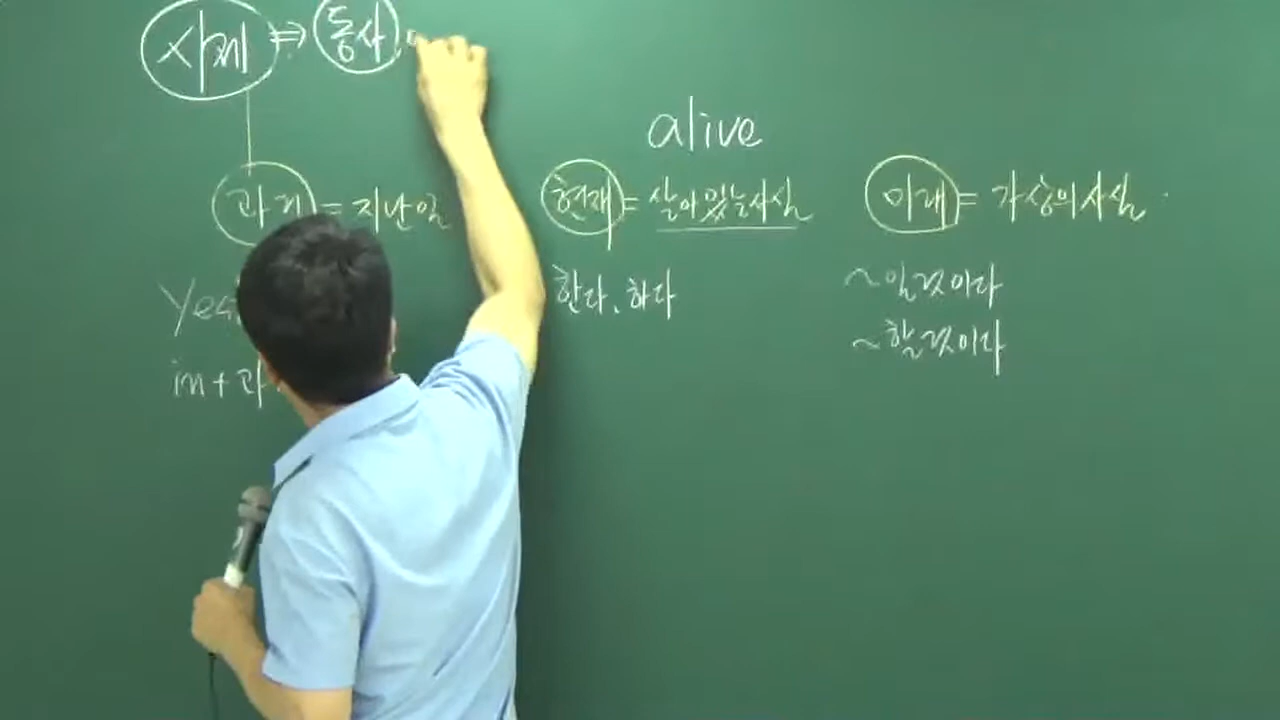 시제 ⇒ 동사
alive
과거 = 지난일 현재 = 살아있는사실 미래 = 가상의사실
한다, 하다 ~일것이다
~할것이다
in + 과